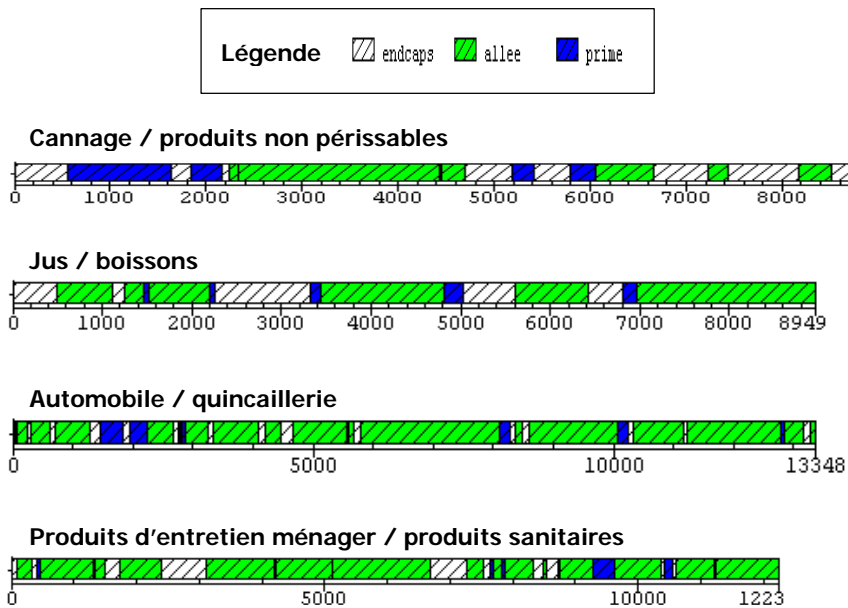 Légende endcaps allee prime
Cannage / produits non périssables
0 1000 2000 3000 4000 5000 6000 7000 8000
Jus / boissons
0 1000 2000 3000 4000 5000 6000 7000 8000 8949
Automobile / quincaillerie
0 5000 10000 13348
Produits d'entretien ménager / produits sanitaires
0 5000 10000 1223